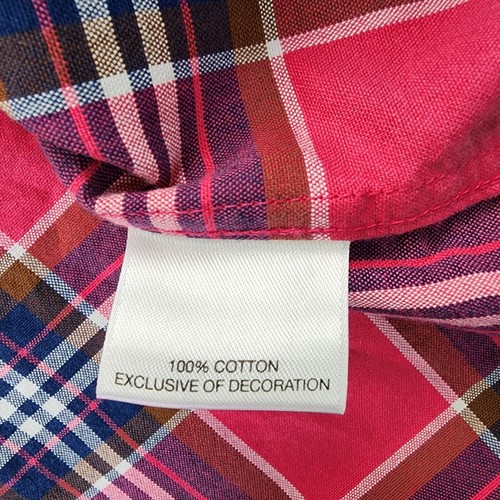 100% COTTON
EXCLUSIVE OF DECORATION